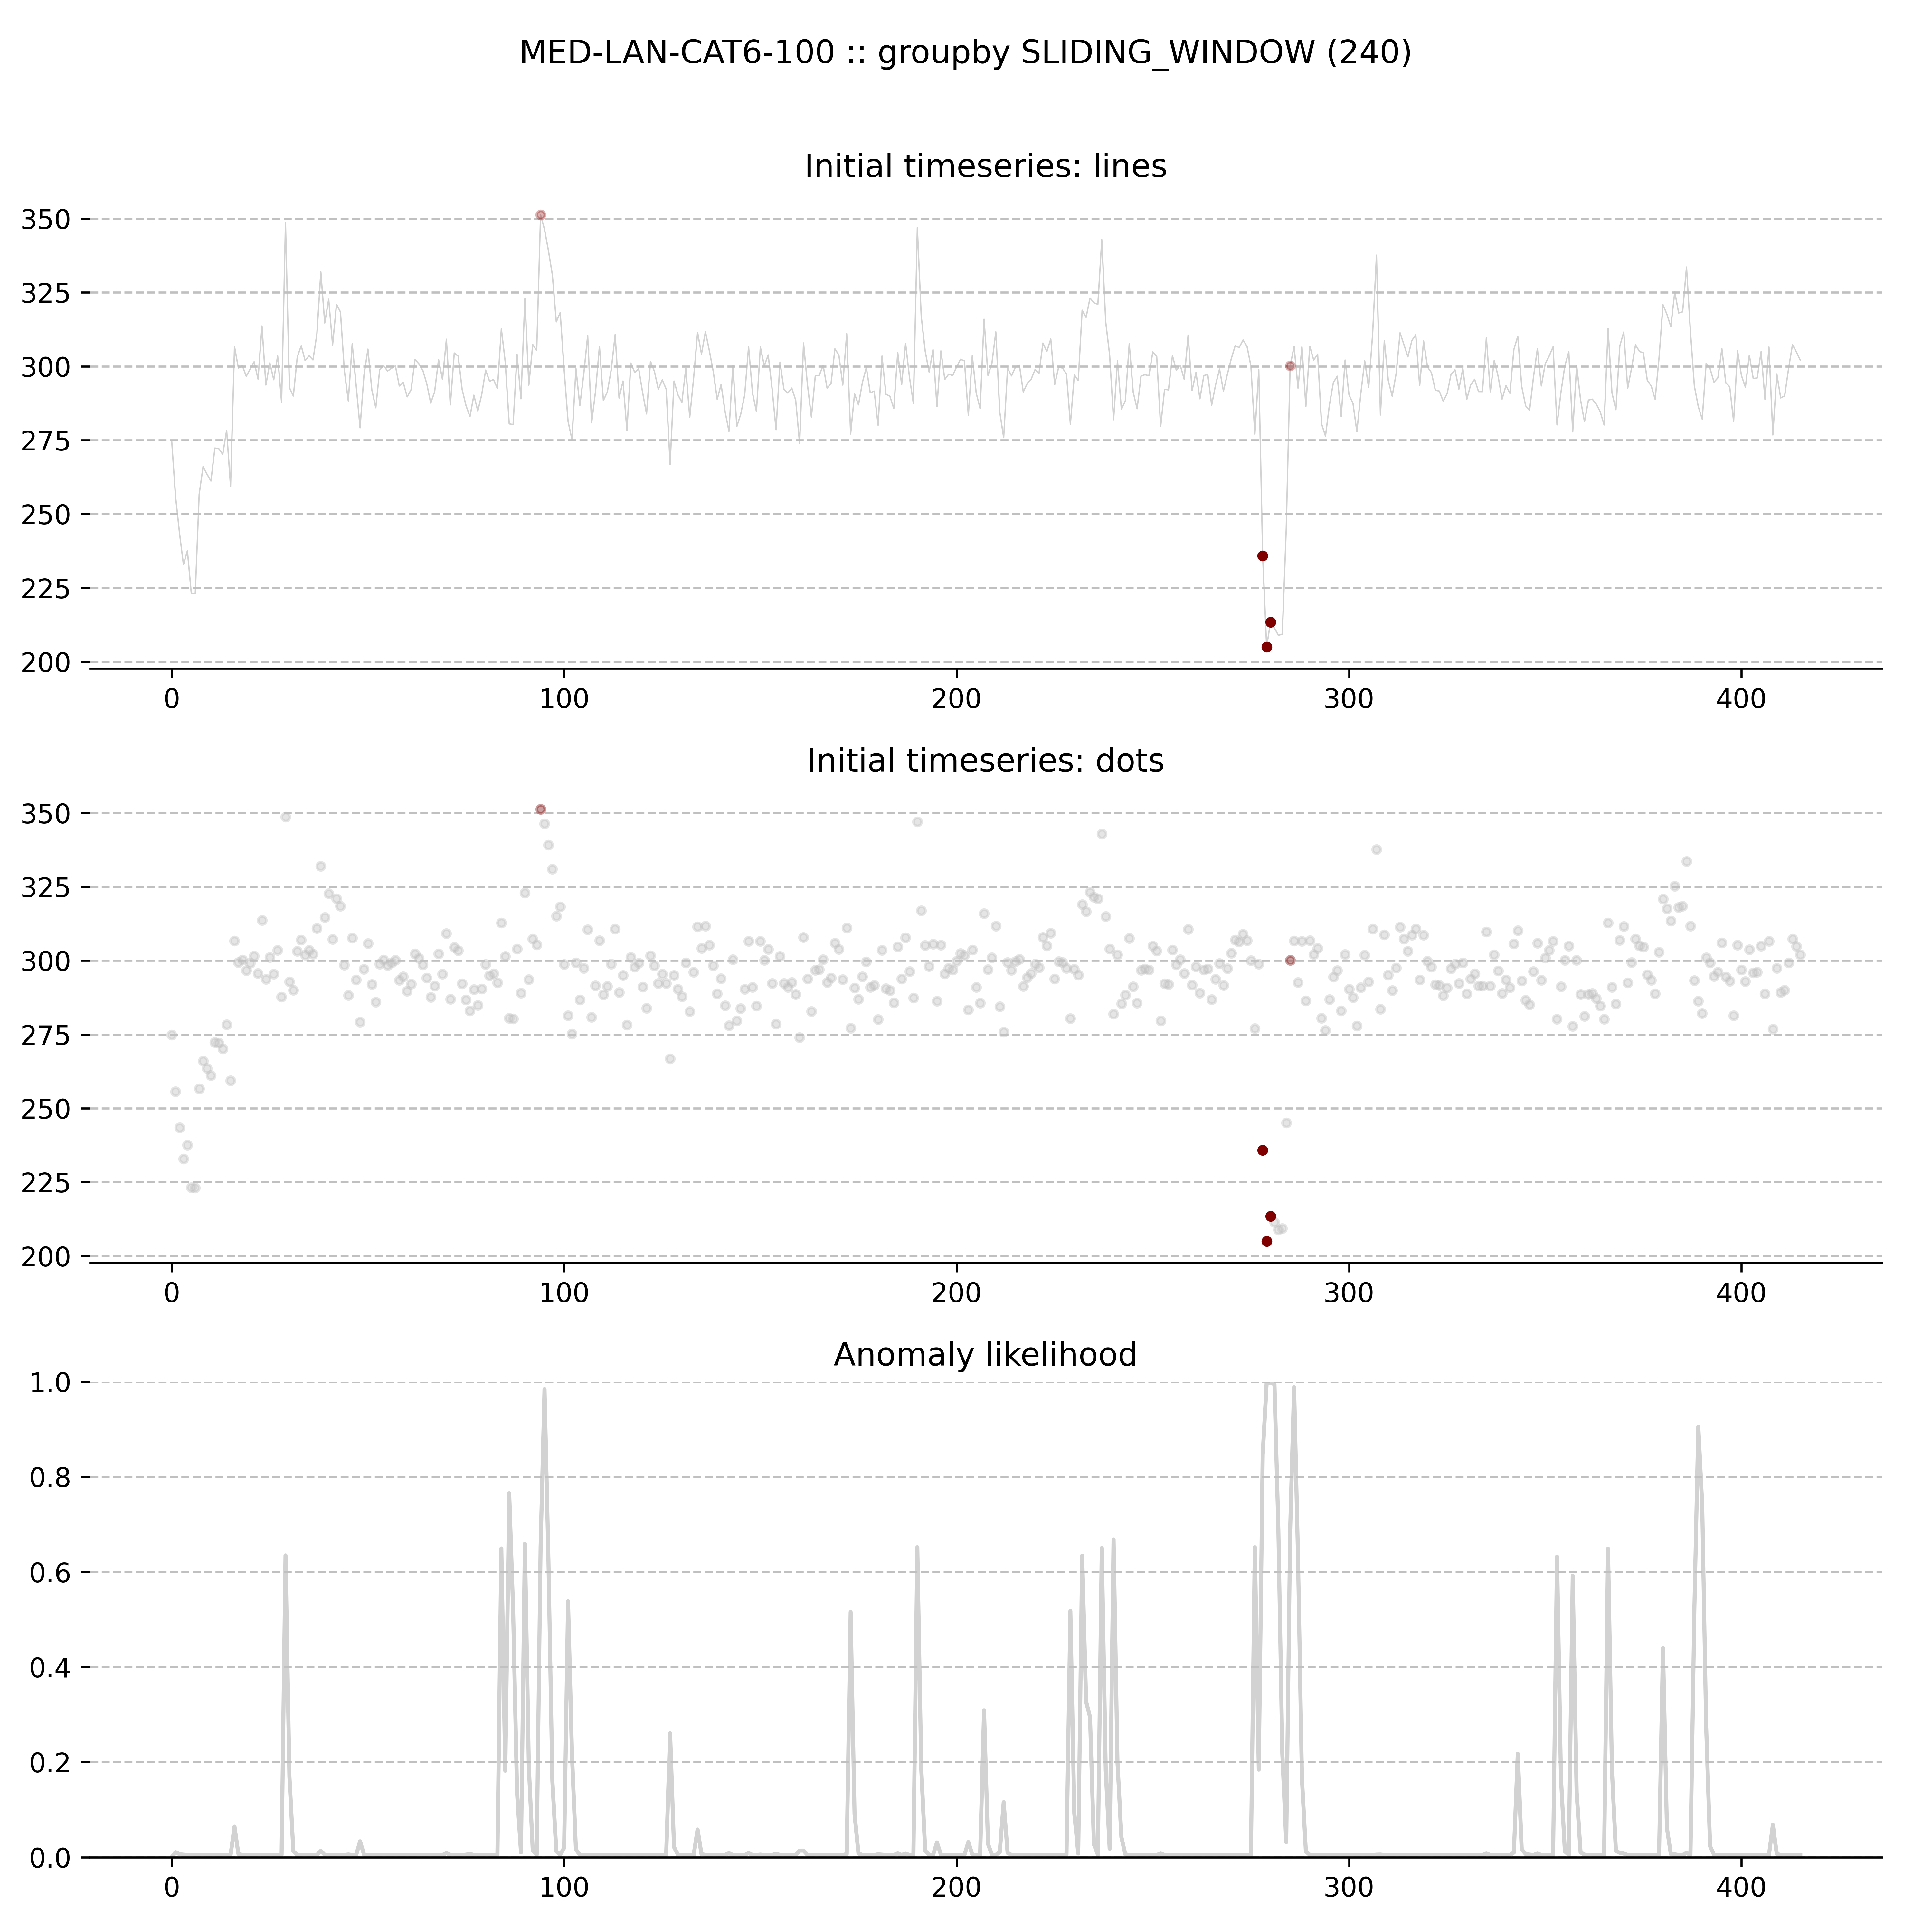 MED-LAN-CAT6-100 :: groupby SLIDING_WINDOW (240)
Initial timeseries: lines
350
325
300
275
250
225
200
0 100 200 300 400
Initial timeseries: dots
350
325
300
275
250
225
200
0 100 200 300 400
Anomaly likelihood
1.0
0.8
0.6
0.4
0.2
0.0
0 100 200 300 400